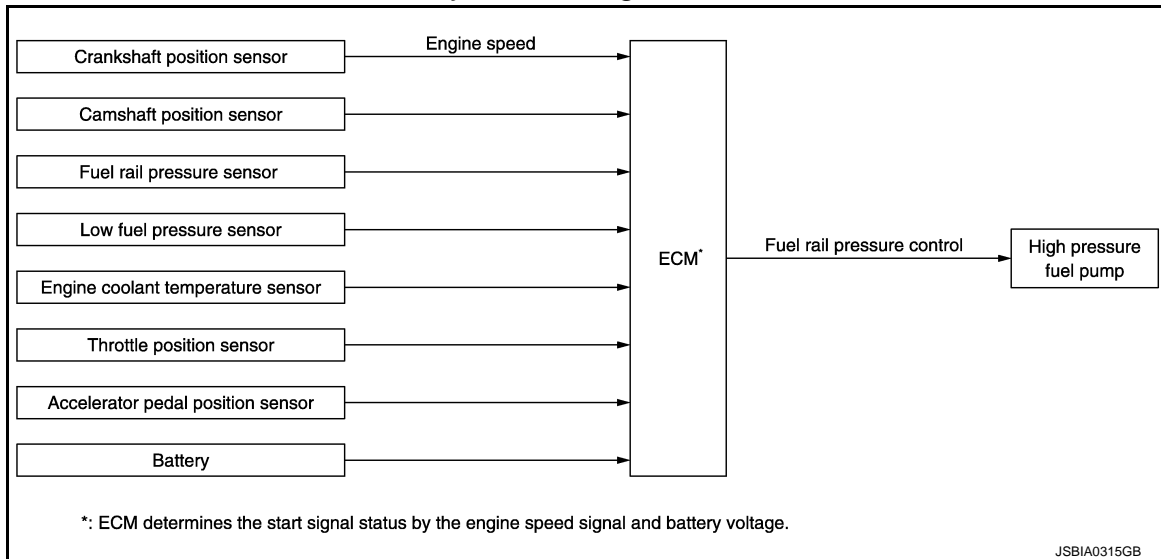 Crankshaft position sensor
Engine speed
Camshaft position sensor
Fuel rail pressure sensor
Low fuel pressure sensor
Engine coolant temperature sensor
Throttle position sensor
Accelerator pedal position sensor
Battery
ECM*
Fuel rail pressure control
High pressure
fuel pump
*: ECM determines the start signal status by the engine speed signal and battery voltage.
JSBIA0315GB